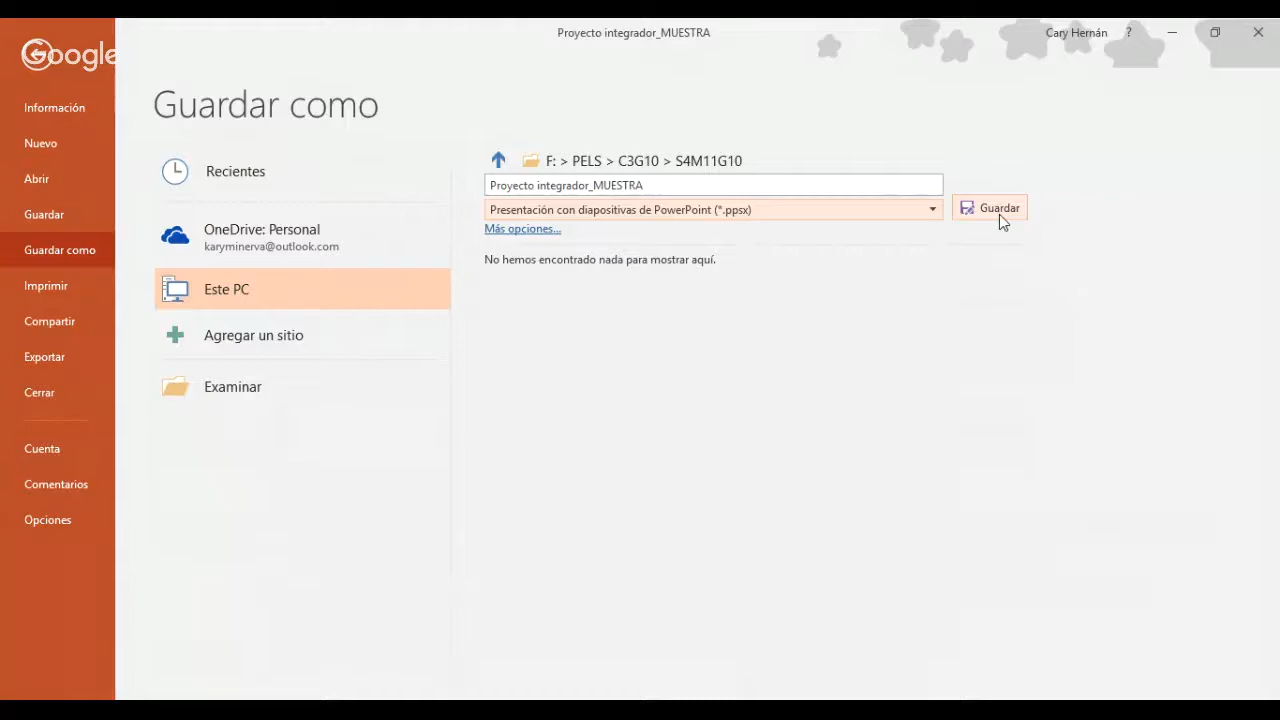 Proyecto integrador_MUESTRA
Cary Hernán ?
Google
Información
Nuevo
Abrir
Guardar
Guardar como
Imprimir
Compartir
Exportar
Cerrar
Cuenta
Comentarios
Opciones
Guardar como
Recientes
OneDrive: Personal
karyminerva@outlook.com
Este PC
Agregar un sitio
Examinar
F: > PELS > C3G10 > S4M11G10
Proyecto integrador_MUESTRA
Presentación con diapositivas de PowerPoint (*.ppsx)
Guardar
Más opciones...
No hemos encontrado nada para mostrar aquí.